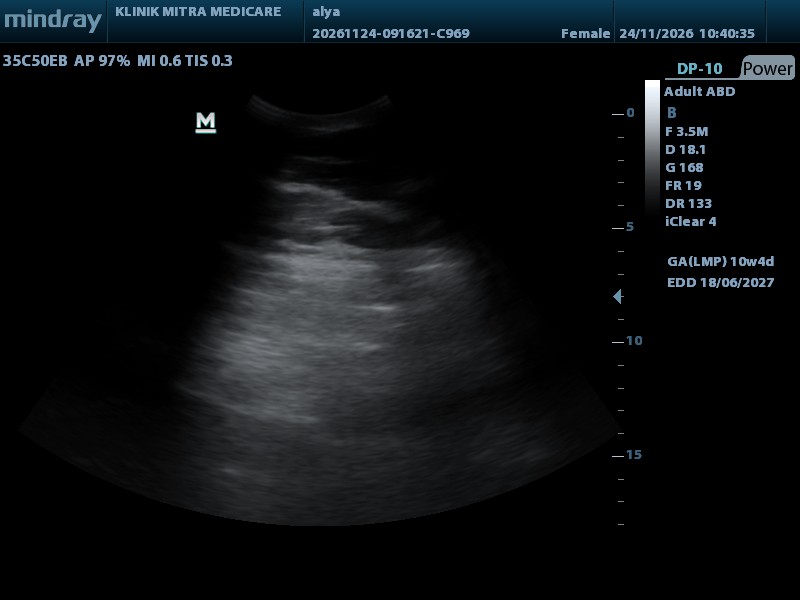 mindray
KLINIK MITRA MEDICARE
alya
20261124-091621-C969
Female
24/11/2026 10:40:35
35C50EB AP 97% MI 0.6 TIS 0.3
DP-10
Power
M
Adult ABD
B
F 3.5M
D 18.1
G 168
FR 19
DR 133
iClear 4
GA(LMP) 10w4d
EDD 18/06/2027
0
5
10
15